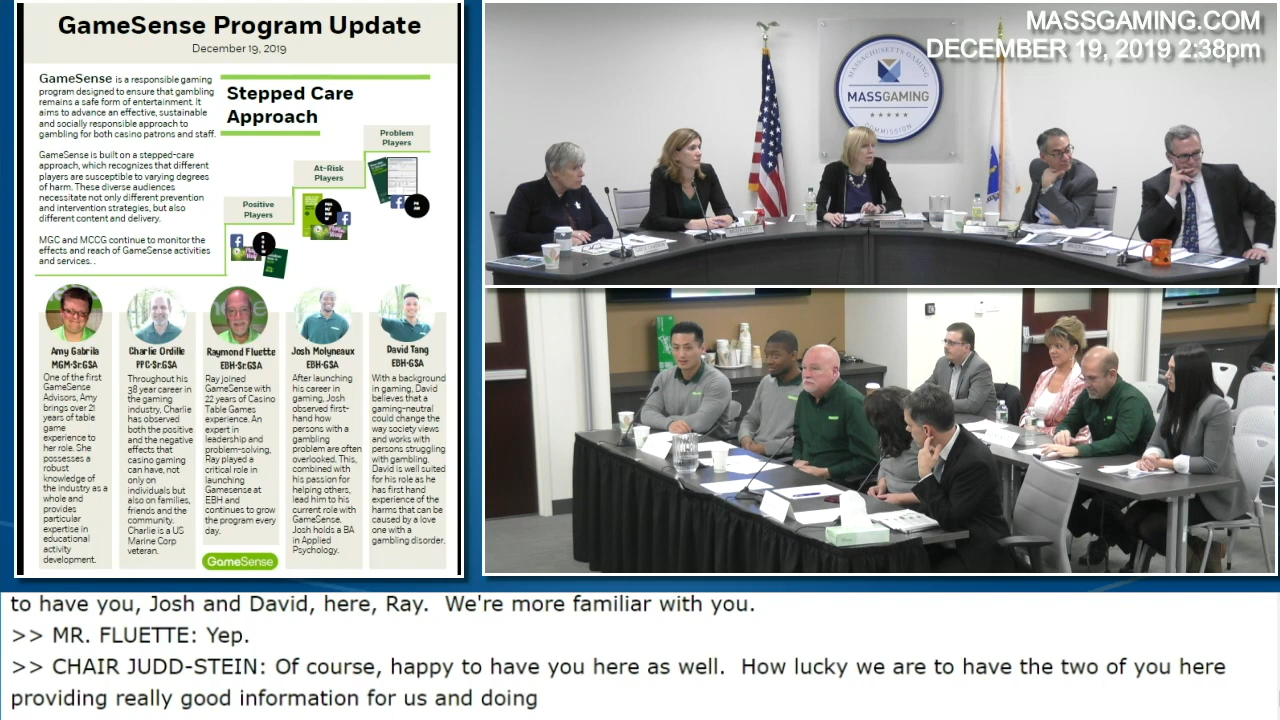 GameSense Program Update
December 19, 2019
GameSense is a responsible gaming
program designed to ensure that gambling
remains a safe form of entertainment. It
aims to advance an effective, sustainable
and socially responsible approach to
gambling for both casino patrons and staff.
GameSense is built on a stepped-care
approach, which recognizes that different
players are susceptible to varying degrees
of harm. These diverse audiences
necessitate not only different prevention
and intervention strategies, but also
different content and delivery.
MGC and MCCG continue to monitor the
effects and reach of GameSense activities
and services. .
Stepped Care
Approach
Positive
Players
At-Risk
Players
Problem
Players
Amy Gabrila
MGM-Sr.GSA
One of the first
GameSense
Advisors, Amy
brings over 21
years of table
game
experience to
her role. She
possesses a
robust
knowledge of
the industry as a
whole and
provides
particular
expertise in
educational
activity
development.
Charlie Ordille
PPC-Sr.GSA
Throughout his
38 year career in
the gaming
industry, Charlie
has observed
both the positive
and the negative
effects that
casino gaming
can have, not
only on
individuals but
also on families,
friends and the
community.
Charlie is a US
Marine Corp
veteran.
Raymond Fluette
EBH-Sr.GSA
Ray joined
GameSense with
22 years of Casino
Table Games
experience. An
expert in
leadership and
problem-solving,
Ray played a
critical role in
launching
Gamesense at
EBH and
continues to grow
the program every
day.
GameSense
Josh Molyneaux
EBH-GSA
After launching
his career in
gaming, Josh
observed first-
hand how
persons with a
gambling
problem are often
overlooked. This,
combined with
his passion for
helping others,
lead him to his
current role with
GameSense.
Josh holds a BA
in Applied
Psychology.
David Tang
EBH-GSA
With a background
in gaming, David
believes that a
gaming-neutral
could change the
way society views
and works with
persons struggling
with gambling.
David is well suited
for his role as he
has first hand
experience of the
harms that can be
caused by a love
one with a
gambling disorder.
MASSGAMING.COM
DECEMBER 19, 2019 2:38pm
MASSACHUSETTS GAMING
MASSGAMING
COMMISSION
to have you, Josh and David, here, Ray. We're more familiar with you.
>> MR. FLUETTE: Yep.
>> CHAIR JUDD-STEIN: Of course, happy to have you here as well. How lucky we are to have the two of you here
providing really good information for us and doing